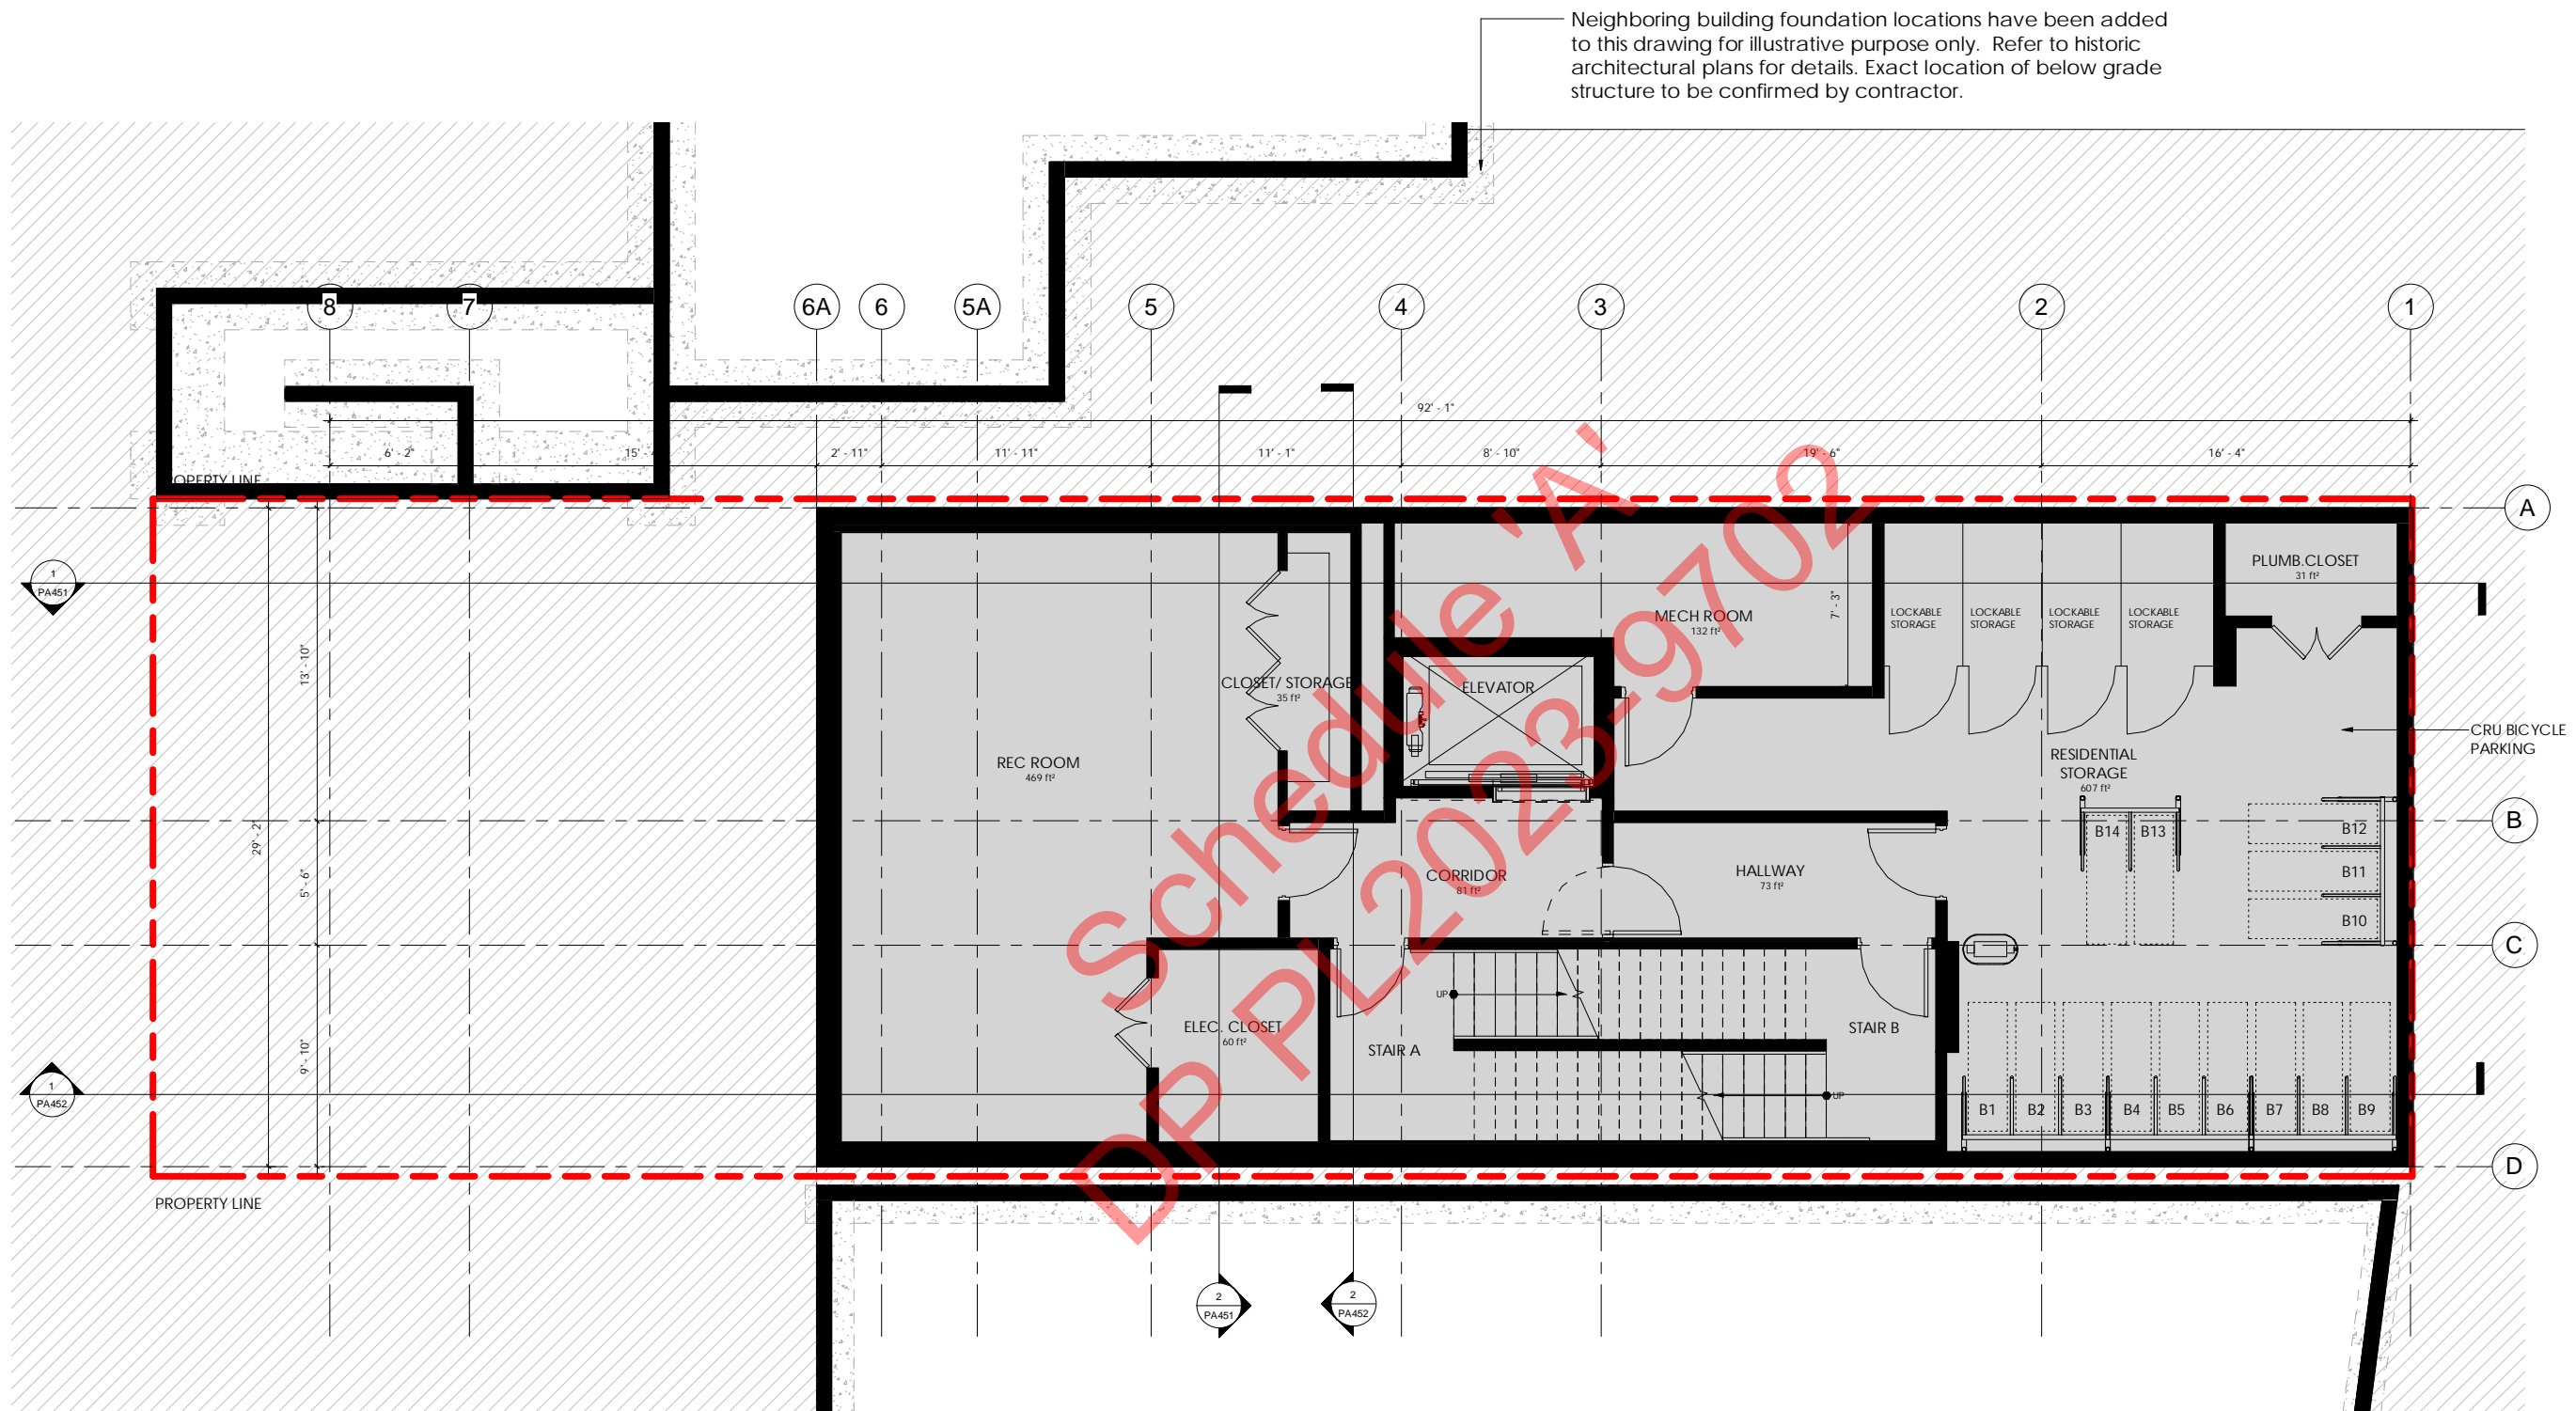 Neighboring building foundation locations have been added
to this drawing for illustrative purpose only. Refer to historic
architectural plans for details. Exact location of below grade
structure to be confirmed by contractor.
8
7
6A
6
5A
5
4
3
2
1
92' - 1"
6' - 2"
15' -
2' - 11"
11' - 11"
11' - 1"
8' - 10"
19' - 6"
16' - 4"
OPERTY LINE
A
1
PA451
PLUMB.CLOSET
31 ft²
MECH ROOM
132 ft²
7' - 3"
LOCKABLE
STORAGE
LOCKABLE
STORAGE
LOCKABLE
STORAGE
LOCKABLE
STORAGE
13' - 10"
CLOSET/ STORAGE
35 ft²
ELEVATOR
CRU BICYCLE
PARKING
REC ROOM
469 ft²
RESIDENTIAL
STORAGE
607 ft²
29' - 2"
B
B14
B13
B12
B11
B10
5' - 6"
CORRIDOR
81 ft²
HALLWAY
73 ft²
C
UP
ELEC. CLOSET
60 ft²
STAIR A
STAIR B
9' - 10"
1
PA452
UP
B1
B2
B3
B4
B5
B6
B7
B8
B9
D
PROPERTY LINE
2
PA451
2
PA452
Schedule 'A'
DP PL2023-9702